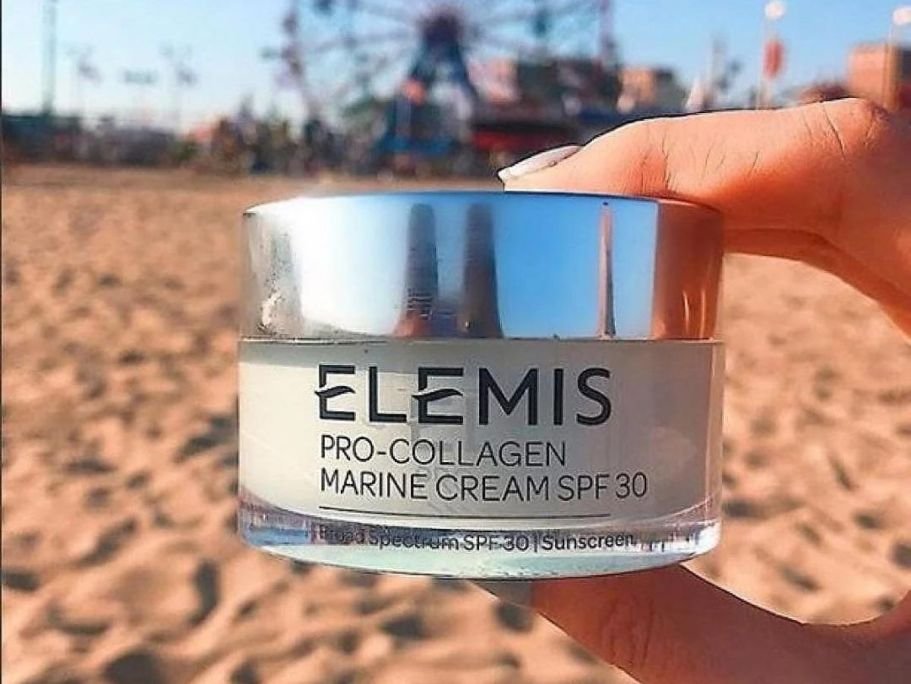 ELEMIS
PRO-COLLAGEN
MARINE CREAM SPF 30
Broad Spectrum SPF 30 | Sunscreen